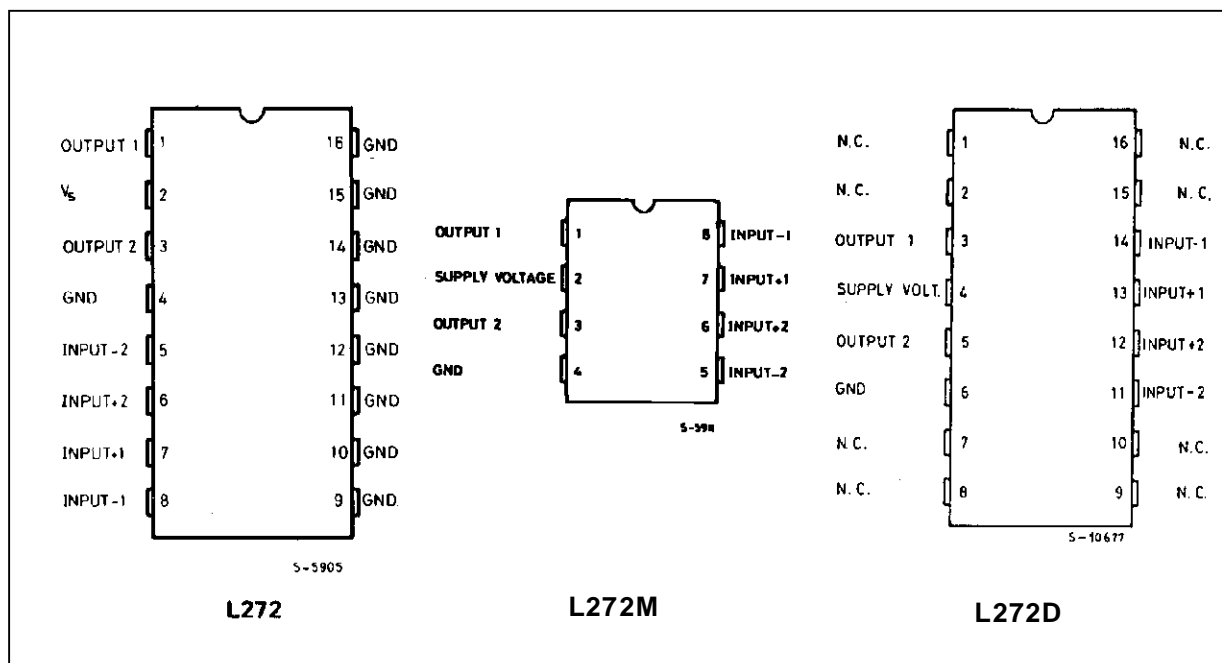 OUTPUT 1 1 16 GND
Vs 2 15 GND
OUTPUT 2 3 14 GND
GND 4 13 GND
INPUT-2 5 12 GND
INPUT+2 6 11 GND
INPUT+1 7 10 GND
INPUT-1 8 9 GND.
S-5905
L272
OUTPUT 1 1 8 INPUT-1
SUPPLY VOLTAGE 2 7 INPUT+1
OUTPUT 2 3 6 INPUT+2
GND 4 5 INPUT-2
L272M
N.C. 1 16 N.C.
N.C. 2 15 N.C.
OUTPUT 1 3 14 INPUT-1
SUPPLY VOLT. 4 13 INPUT+1
OUTPUT 2 5 12 INPUT+2
GND 6 11 INPUT-2
N.C. 7 10 N.C.
N.C. 8 9 N.C.
S-10677
L272D